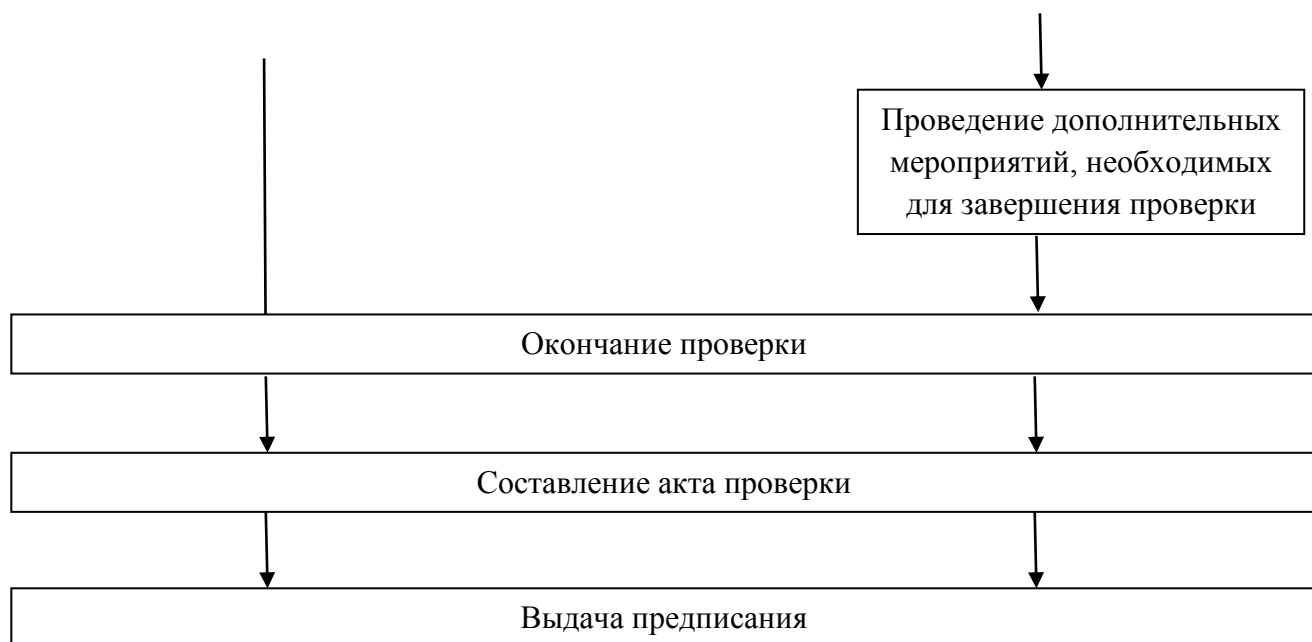 Проведение дополнительных
мероприятий, необходимых
для завершения проверки
Окончание проверки
Составление акта проверки
Выдача предписания